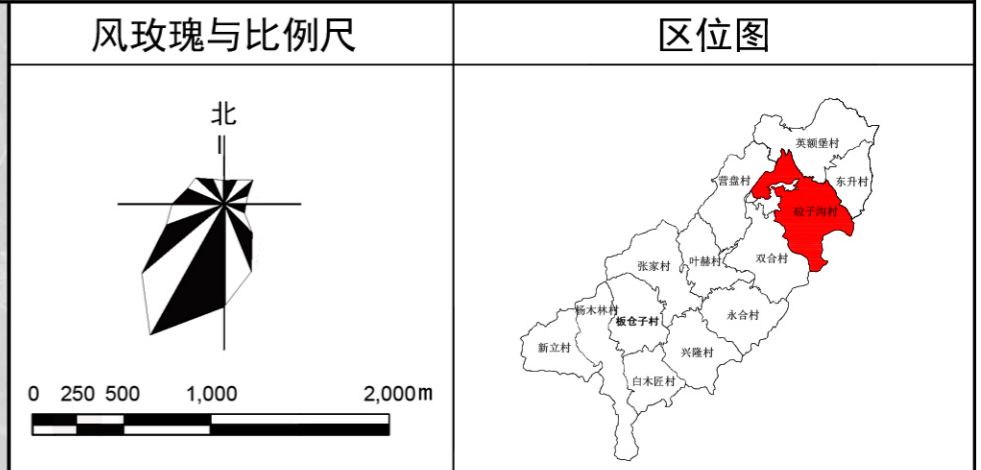 风玫瑰与比例尺
区位图
北
0 250 500 1,000 2,000m
英额堡村
营盘村
东升村
砬子沟村
双合村
叶赫村
张家村
永合村
杨木林村
板仓子村
新立村
兴隆村
白木匠村